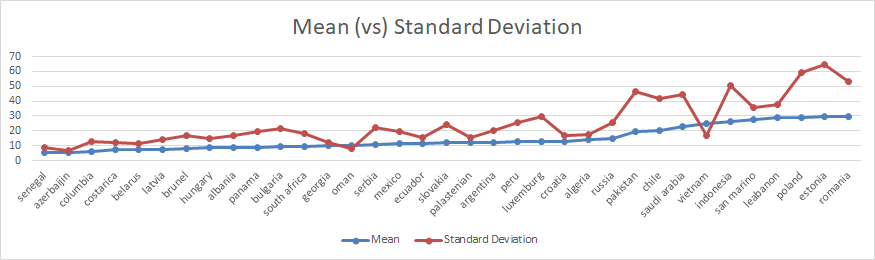 Mean (vs) Standard Deviation
70
60
50
40
30
20
10
0
senegal
azerbaijin
columbia
costarica
belarus
latvia
brunel
hungary
albania
panama
bulgaria
south africa
georgia
oman
serbia
mexico
ecuador
slovakia
palastenian
argentina
peru
luxemburg
croatia
algeria
russia
pakistan
chile
saudi arabia
vietnam
indonesia
san marino
leabanon
poland
estonia
romania
Mean Standard Deviation